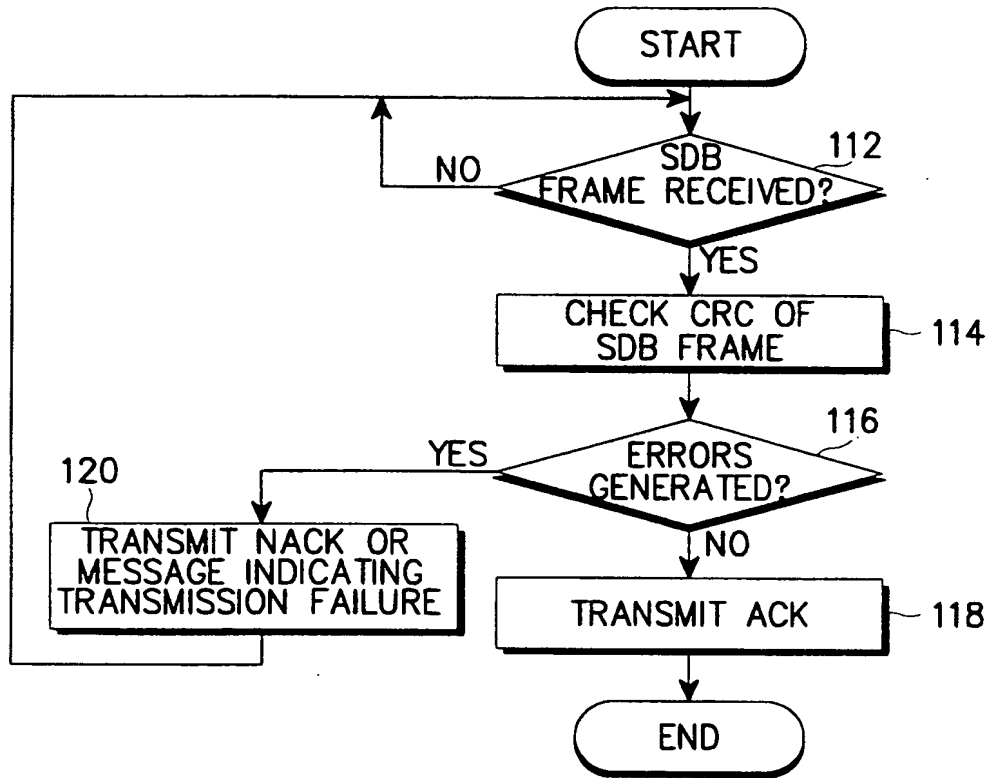 START
112
SDB
FRAME RECEIVED?
NO
YES
CHECK CRC OF
SDB FRAME
114
116
ERRORS
GENERATED?
YES
NO
120
TRANSMIT NACK OR
MESSAGE INDICATING
TRANSMISSION FAILURE
TRANSMIT ACK
118
END